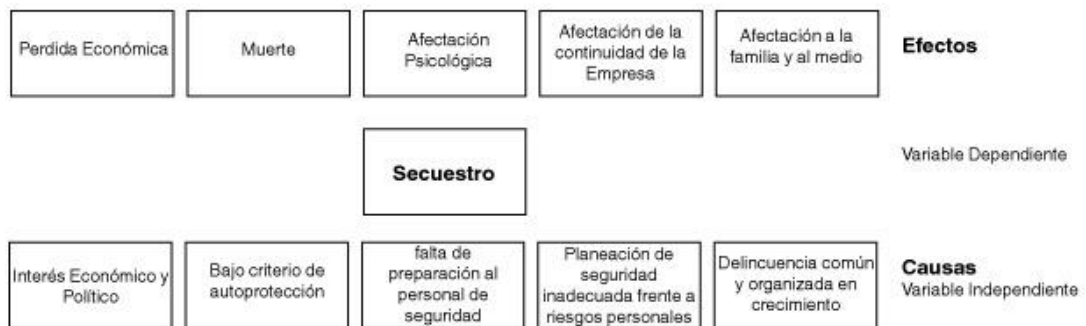 Perdida Económica
Muerte
Afectación
Psicológica
Afectación de la
continuidad de la
Empresa
Afectación a la
familia y al medio
Efectos
Secuestro
Variable Dependiente
Interés Económico y
Político
Bajo criterio de
autoprotección
falta de
preparación al
personal de
seguridad
Planeación de
seguridad
inadecuada frente a
riesgos personales
Delincuencia común
y organizada en
crecimiento
Causas
Variable Independiente